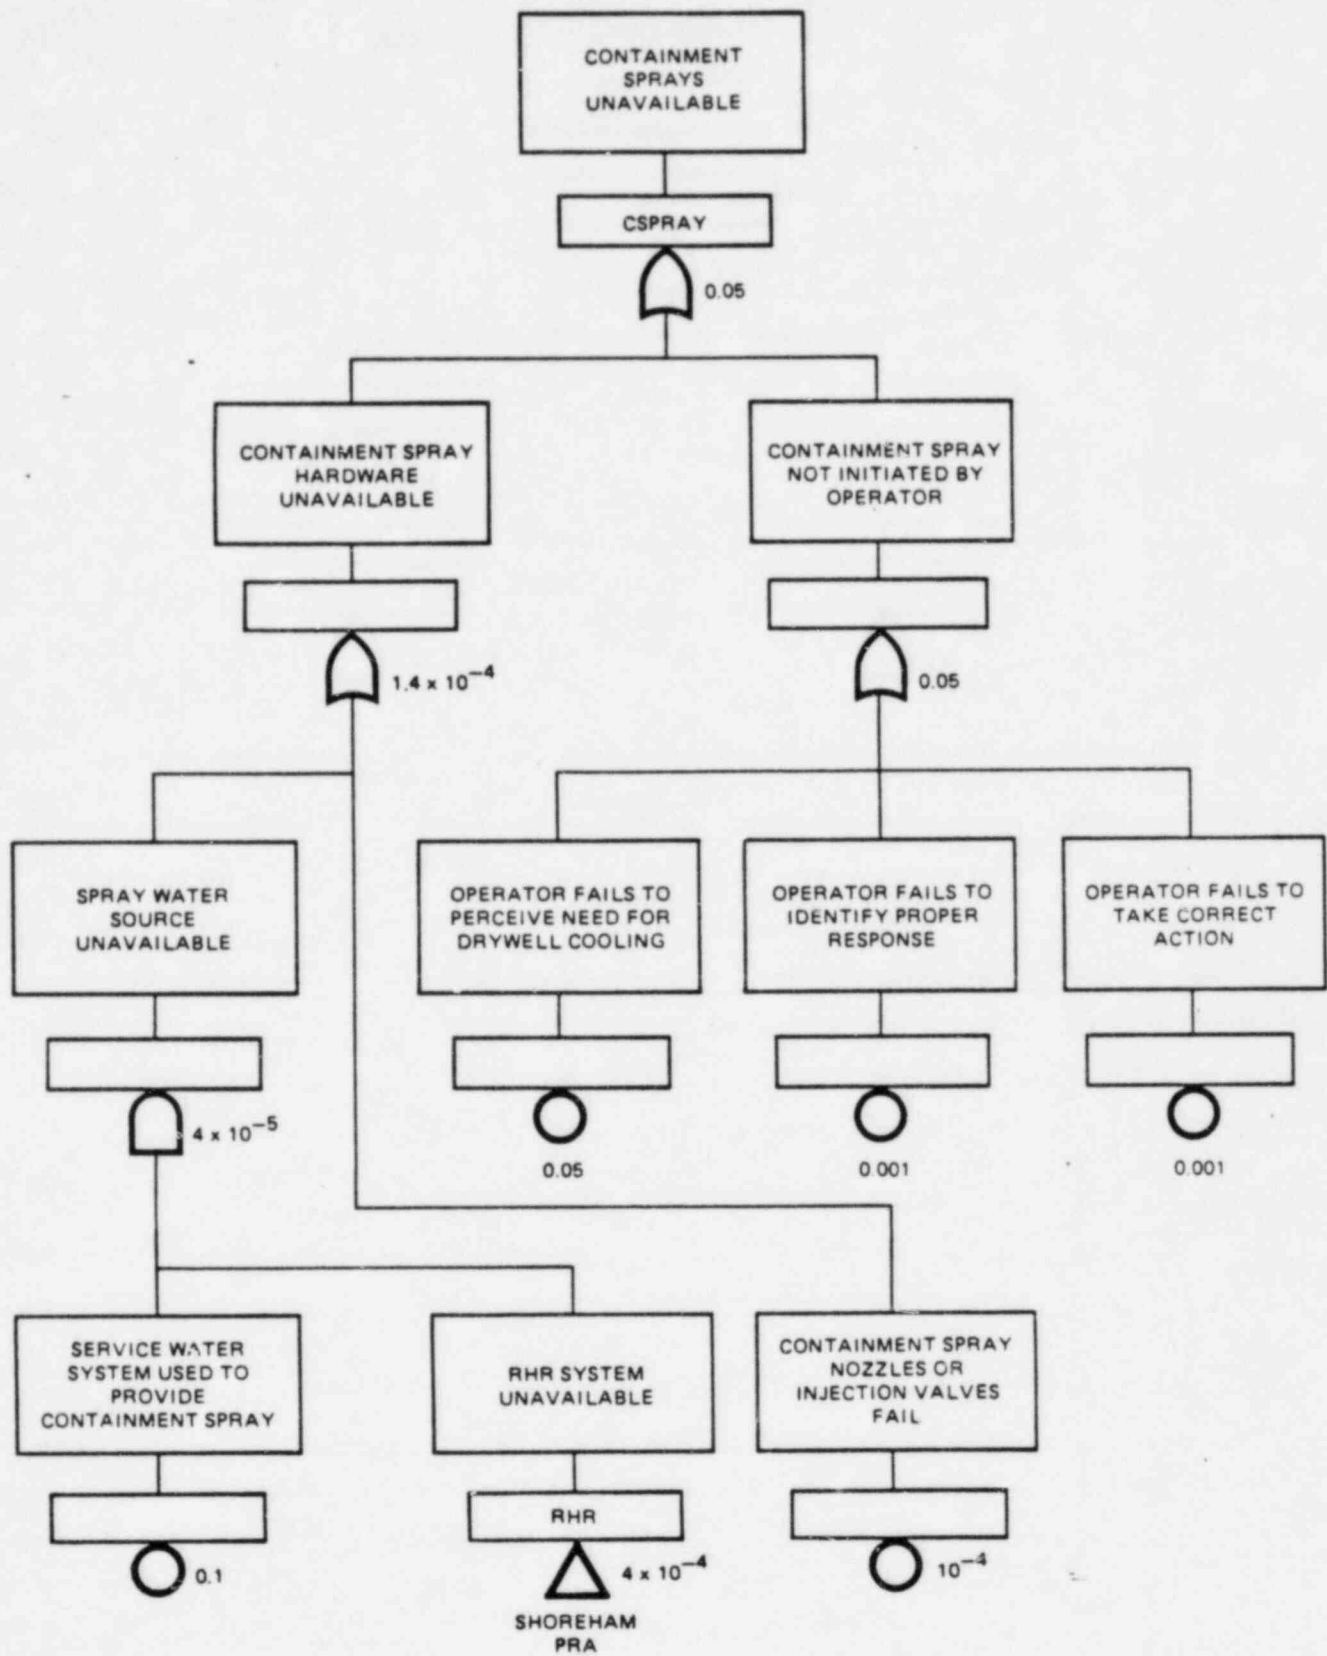 CONTAINMENT
SPRAYS
UNAVAILABLE
CSPRAY
0.05
CONTAINMENT SPRAY
HARDWARE
UNAVAILABLE
CONTAINMENT SPRAY
NOT INITIATED BY
OPERATOR
1.4 x 10⁻⁴
0.05
SPRAY WATER
SOURCE
UNAVAILABLE
OPERATOR FAILS TO
PERCEIVE NEED FOR
DRYWELL COOLING
OPERATOR FAILS TO
IDENTIFY PROPER
RESPONSE
OPERATOR FAILS TO
TAKE CORRECT
ACTION
4 x 10⁻⁵
0.05
0.001
0.001
SERVICE WATER
SYSTEM USED TO
PROVIDE
CONTAINMENT SPRAY
RHR SYSTEM
UNAVAILABLE
CONTAINMENT SPRAY
NOZZLES OR
INJECTION VALVES
FAIL
RHR
0.1
4 x 10⁻⁴
10⁻⁴
SHOREHAM
PRA